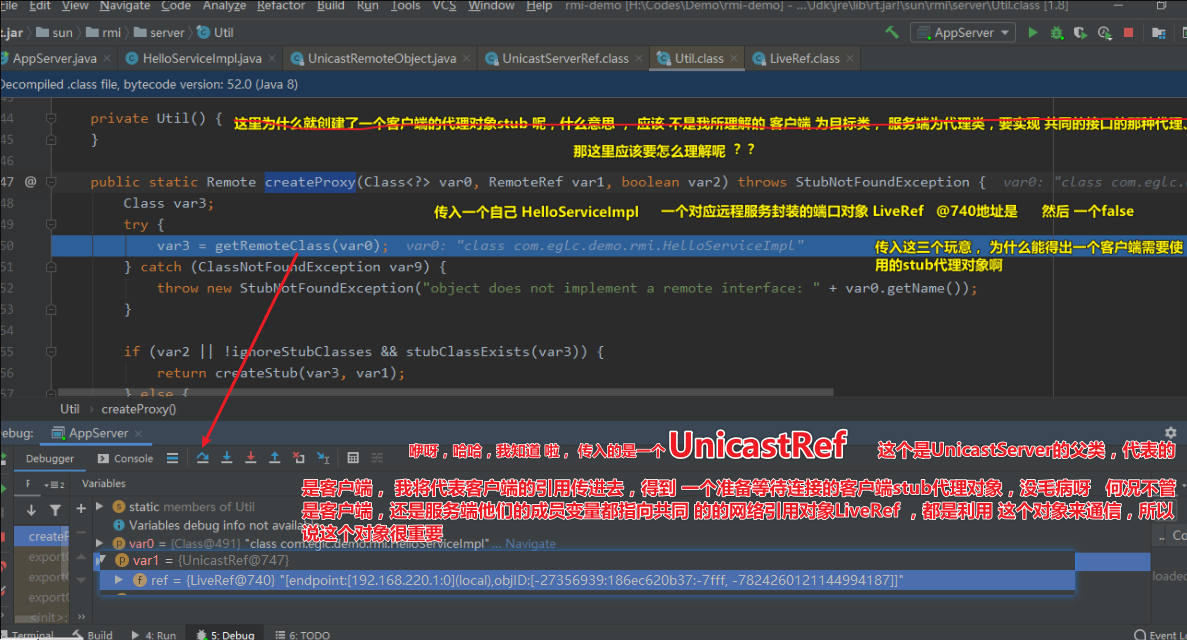 File Edit View Navigate Code Analyze Refactor Build Run Tools VCS Window Help rmi-demo [H:\Codes\Demo\rmi-demo] - ...\Jdk\jre\lib\rt.jar!\sun\rmi\server\Util.class [1.8]
.jar sun rmi server Util AppServer
AppServer.java HelloServiceImpl.java UnicastRemoteObject.java UnicastServerRef.class Util.class LiveRef.class
Decompiled .class file, bytecode version: 52.0 (Java 8)
44 private Util() { 这里为什么就创建了一个客户端的代理对象stub 呢，什么意思 ， 应该 不是我所理解的 客户端 为目标类， 服务端为代理类，要实现 共同的接口的那种代理、
45 }
那这里应该要怎么理解呢 ？？
46
47 @ public static Remote createProxy(Class<?> var0, RemoteRef var1, boolean var2) throws StubNotFoundException { var0: "class com.eglc.
48 Class var3;
传入一个自己 HelloServiceImpl 一个对应远程服务封装的端口对象 LiveRef @740地址是 然后 一个false
49 try {
50 var3 = getRemoteClass(var0); var0: "class com.eglc.demo.rmi.HelloServiceImpl"
传入这三个玩意 ，为什么能得出一个客户端需要使
用的stub代理对象啊
51 } catch (ClassNotFoundException var9) {
52 throw new StubNotFoundException("object does not implement a remote interface: " + var0.getName());
53 }
54
55 if (var2 || !ignoreStubClasses && stubClassExists(var3)) {
56 return createStub(var3, var1);
57 } else {
Util createProxy()
Debug: AppServer
Debugger Console
咿呀，哈哈，我知道 啦， 传入的是一个 UnicastRef 这个是UnicastServer的父类，代表的
是客户端， 我将代表客户端的引用传进去，得到 一个准备等待连接的客户端stub代理对象，没毛病呀 何况不管
是客户端，还是服务端他们的成员变量都指向共同 的的网络引用对象LiveRef ，都是利用 这个对象来通信，所以
说这个对象很重要
Variables
static members of Util
Variables debug info not avail
var0 = {Class@491} "class com.eglc.demo.rmi.HelloServiceImpl" ... Navigate
var1 = {UnicastRef@747}
ref = {LiveRef@740} "[endpoint:[192.168.220.1:0](local),objID:[-27356939:186ec620b37:-7fff, -7824260121144994187]]"
createP
exportO
exportO
exportO
<init>:
loaded
Terminal Build 4: Run 5: Debug 6: TODO Event L